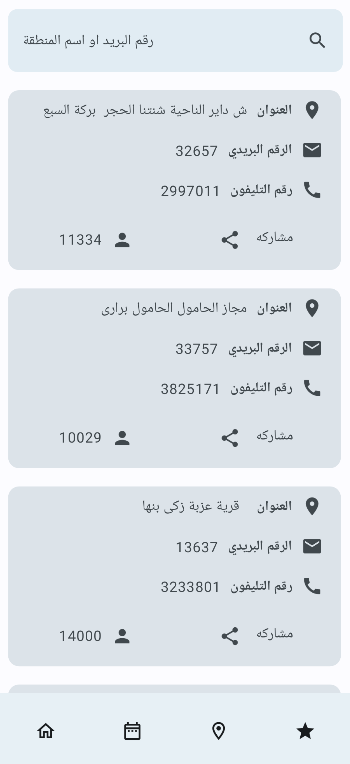 رقم البريد او اسم المنطقة
العنوان ش داير الناحية شنتنا الحجر بركة السبع
الرقم البريدي 32657
رقم التليفون 2997011
مشاركه 11334
العنوان مجاز الحامول الحامول برارى
الرقم البريدي 33757
رقم التليفون 3825171
مشاركه 10029
العنوان قرية عزبة زكى بنها
الرقم البريدي 13637
رقم التليفون 3233801
مشاركه 14000